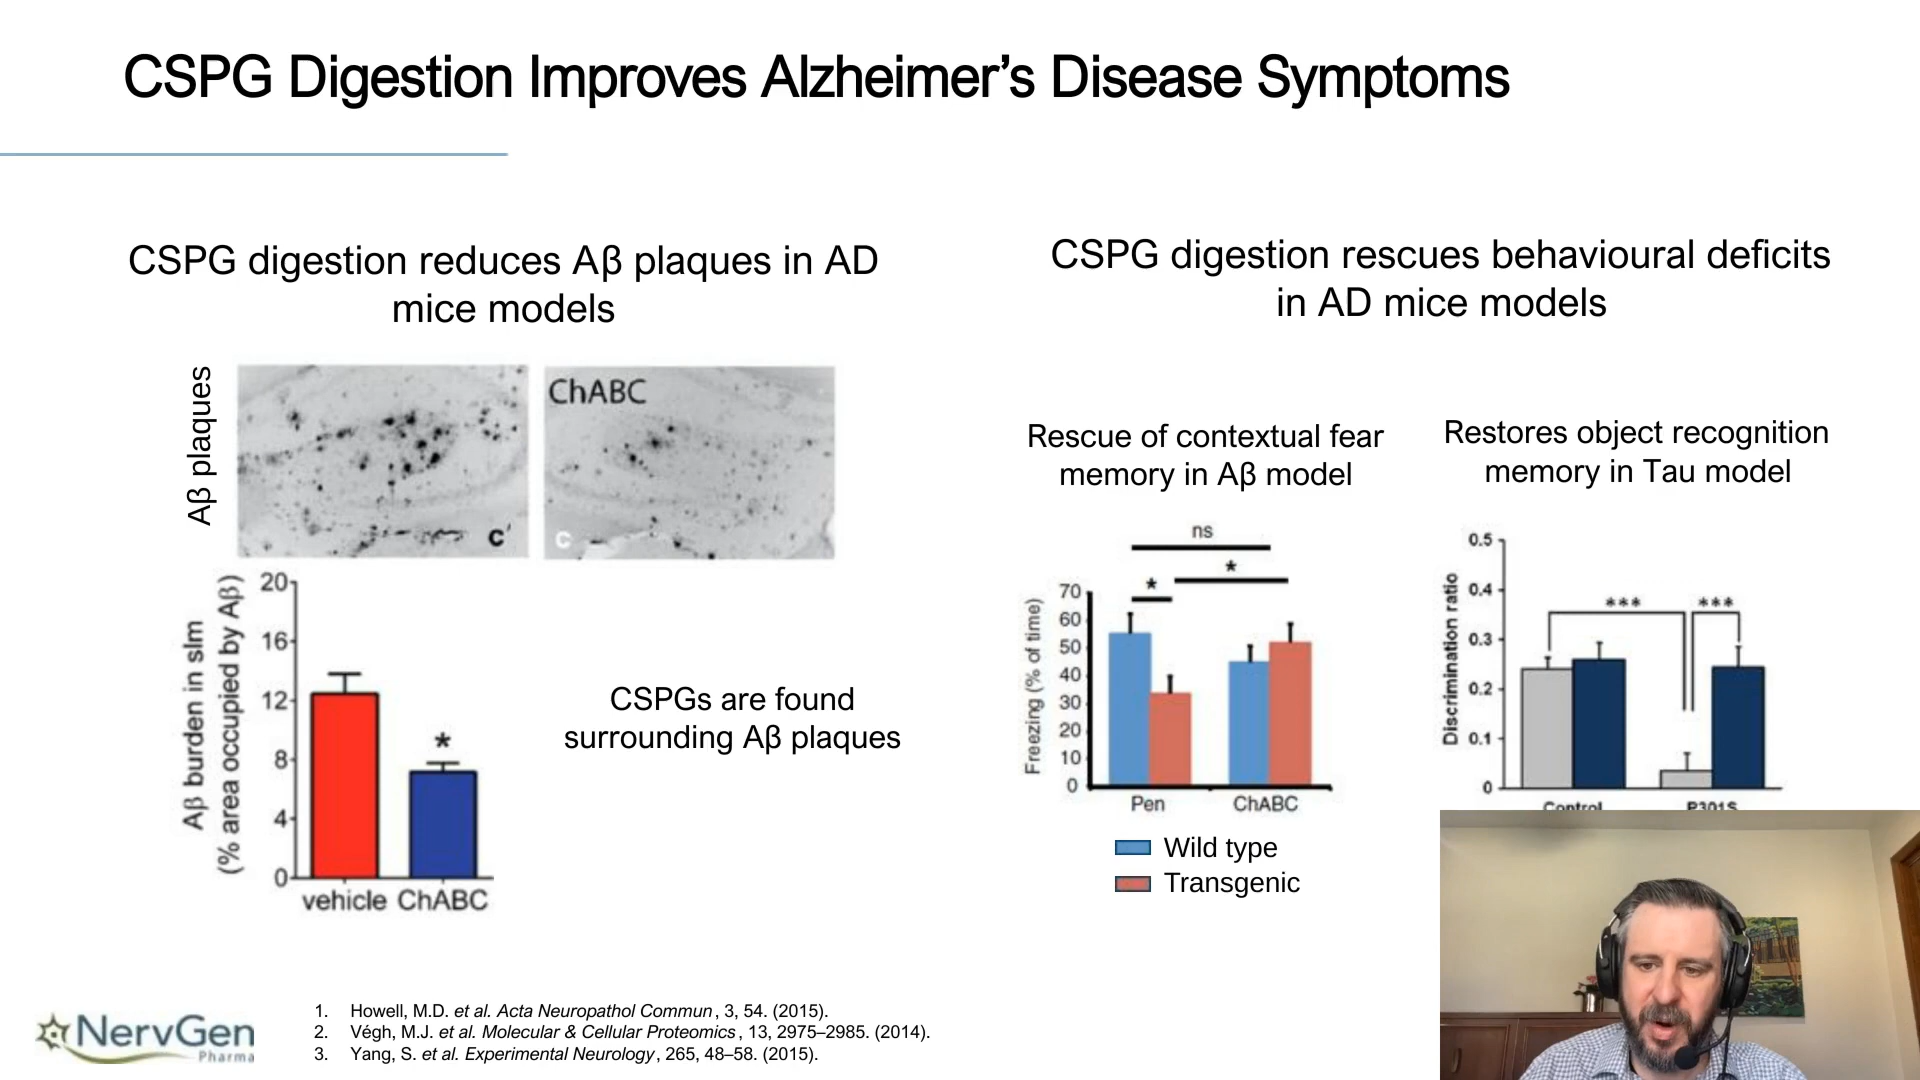 CSPG Digestion Improves Alzheimer's Disease Symptoms
CSPG digestion reduces Aβ plaques in AD
mice models
Aβ plaques
C
ChABC
C
Aβ burden in slm
(% area occupied by Aβ)
20
16
12
8
4
0
*
vehicle ChABC
CSPGs are found
surrounding Aβ plaques
CSPG digestion rescues behavioural deficits
in AD mice models
Rescue of contextual fear
memory in Aβ model
ns
*
*
Freezing (% of time)
70
60
50
40
30
20
10
0
Pen ChABC
Wild type
Transgenic
Restores object recognition
memory in Tau model
Discrimination ratio
0.5
0.4
0.3
0.2
0.1
0
*** ***
Control P301S
NervGen
Pharma
1. Howell, M.D. et al. Acta Neuropathol Commun, 3, 54. (2015).
2. Végh, M.J. et al. Molecular & Cellular Proteomics, 13, 2975–2985. (2014).
3. Yang, S. et al. Experimental Neurology, 265, 48–58. (2015).